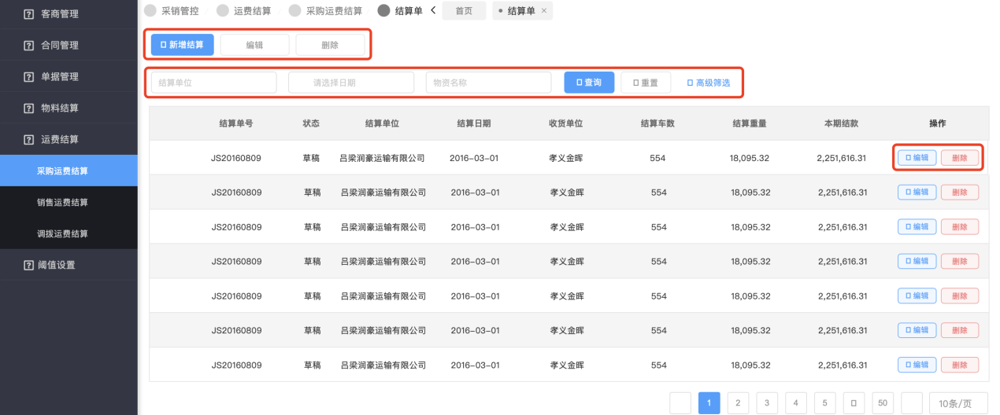 客商管理
合同管理
单据管理
物料结算
运费结算
采购运费结算
销售运费结算
调拨运费结算
阈值设置
采销管控 运费结算 采购运费结算 结算单 首页 • 结算单 ×
新增结算 编辑 删除
结算单位 请选择日期 物资名称 查询 重置 高级筛选
结算单号 状态 结算单位 结算日期 收货单位 结算车数 结算重量 本期结款 操作
JS20160809 草稿 吕梁润豪运输有限公司 2016-03-01 孝义金晖 554 18,095.32 2,251,616.31 编辑 删除
JS20160809 草稿 吕梁润豪运输有限公司 2016-03-01 孝义金晖 554 18,095.32 2,251,616.31 编辑 删除
JS20160809 草稿 吕梁润豪运输有限公司 2016-03-01 孝义金晖 554 18,095.32 2,251,616.31 编辑 删除
JS20160809 草稿 吕梁润豪运输有限公司 2016-03-01 孝义金晖 554 18,095.32 2,251,616.31 编辑 删除
JS20160809 草稿 吕梁润豪运输有限公司 2016-03-01 孝义金晖 554 18,095.32 2,251,616.31 编辑 删除
JS20160809 草稿 吕梁润豪运输有限公司 2016-03-01 孝义金晖 554 18,095.32 2,251,616.31 编辑 删除
JS20160809 草稿 吕梁润豪运输有限公司 2016-03-01 孝义金晖 554 18,095.32 2,251,616.31 编辑 删除
1 2 3 4 5 50 10条/页